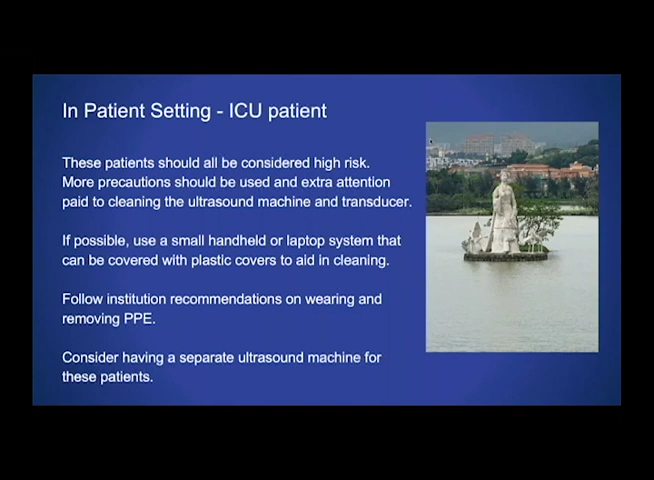 In Patient Setting - ICU patient
These patients should all be considered high risk.
More precautions should be used and extra attention
paid to cleaning the ultrasound machine and transducer.
If possible, use a small handheld or laptop system that
can be covered with plastic covers to aid in cleaning.
Follow institution recommendations on wearing and
removing PPE.
Consider having a separate ultrasound machine for
these patients.